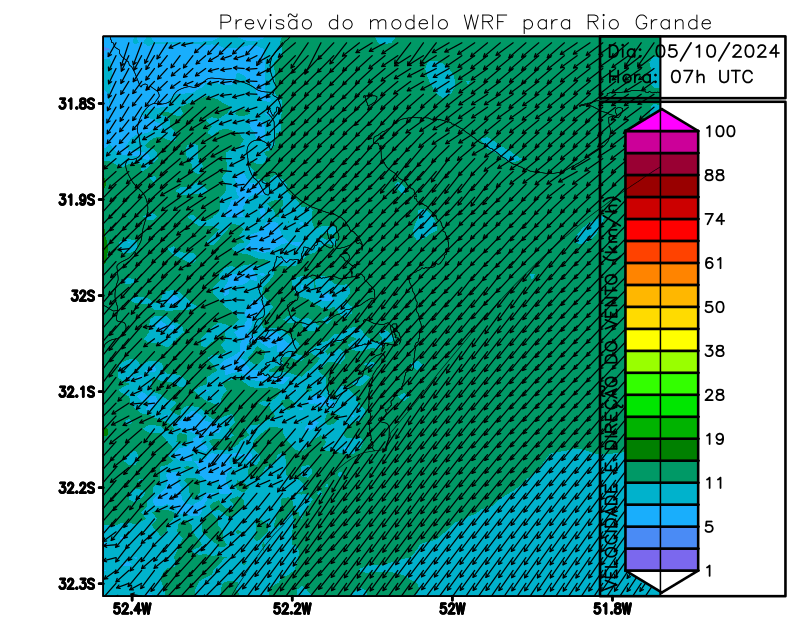 Previsão do modelo WRF para Rio Grande
Dia: 05/10/2024
Hora: 07h UTC
31.8S
31.9S
32S
32.1S
32.2S
32.3S
52.4W
52.2W
52W
51.8W
VELOCIDADE E DIREÇÃO DO VENTO (km/h)
100
88
74
61
50
38
28
19
11
5
1